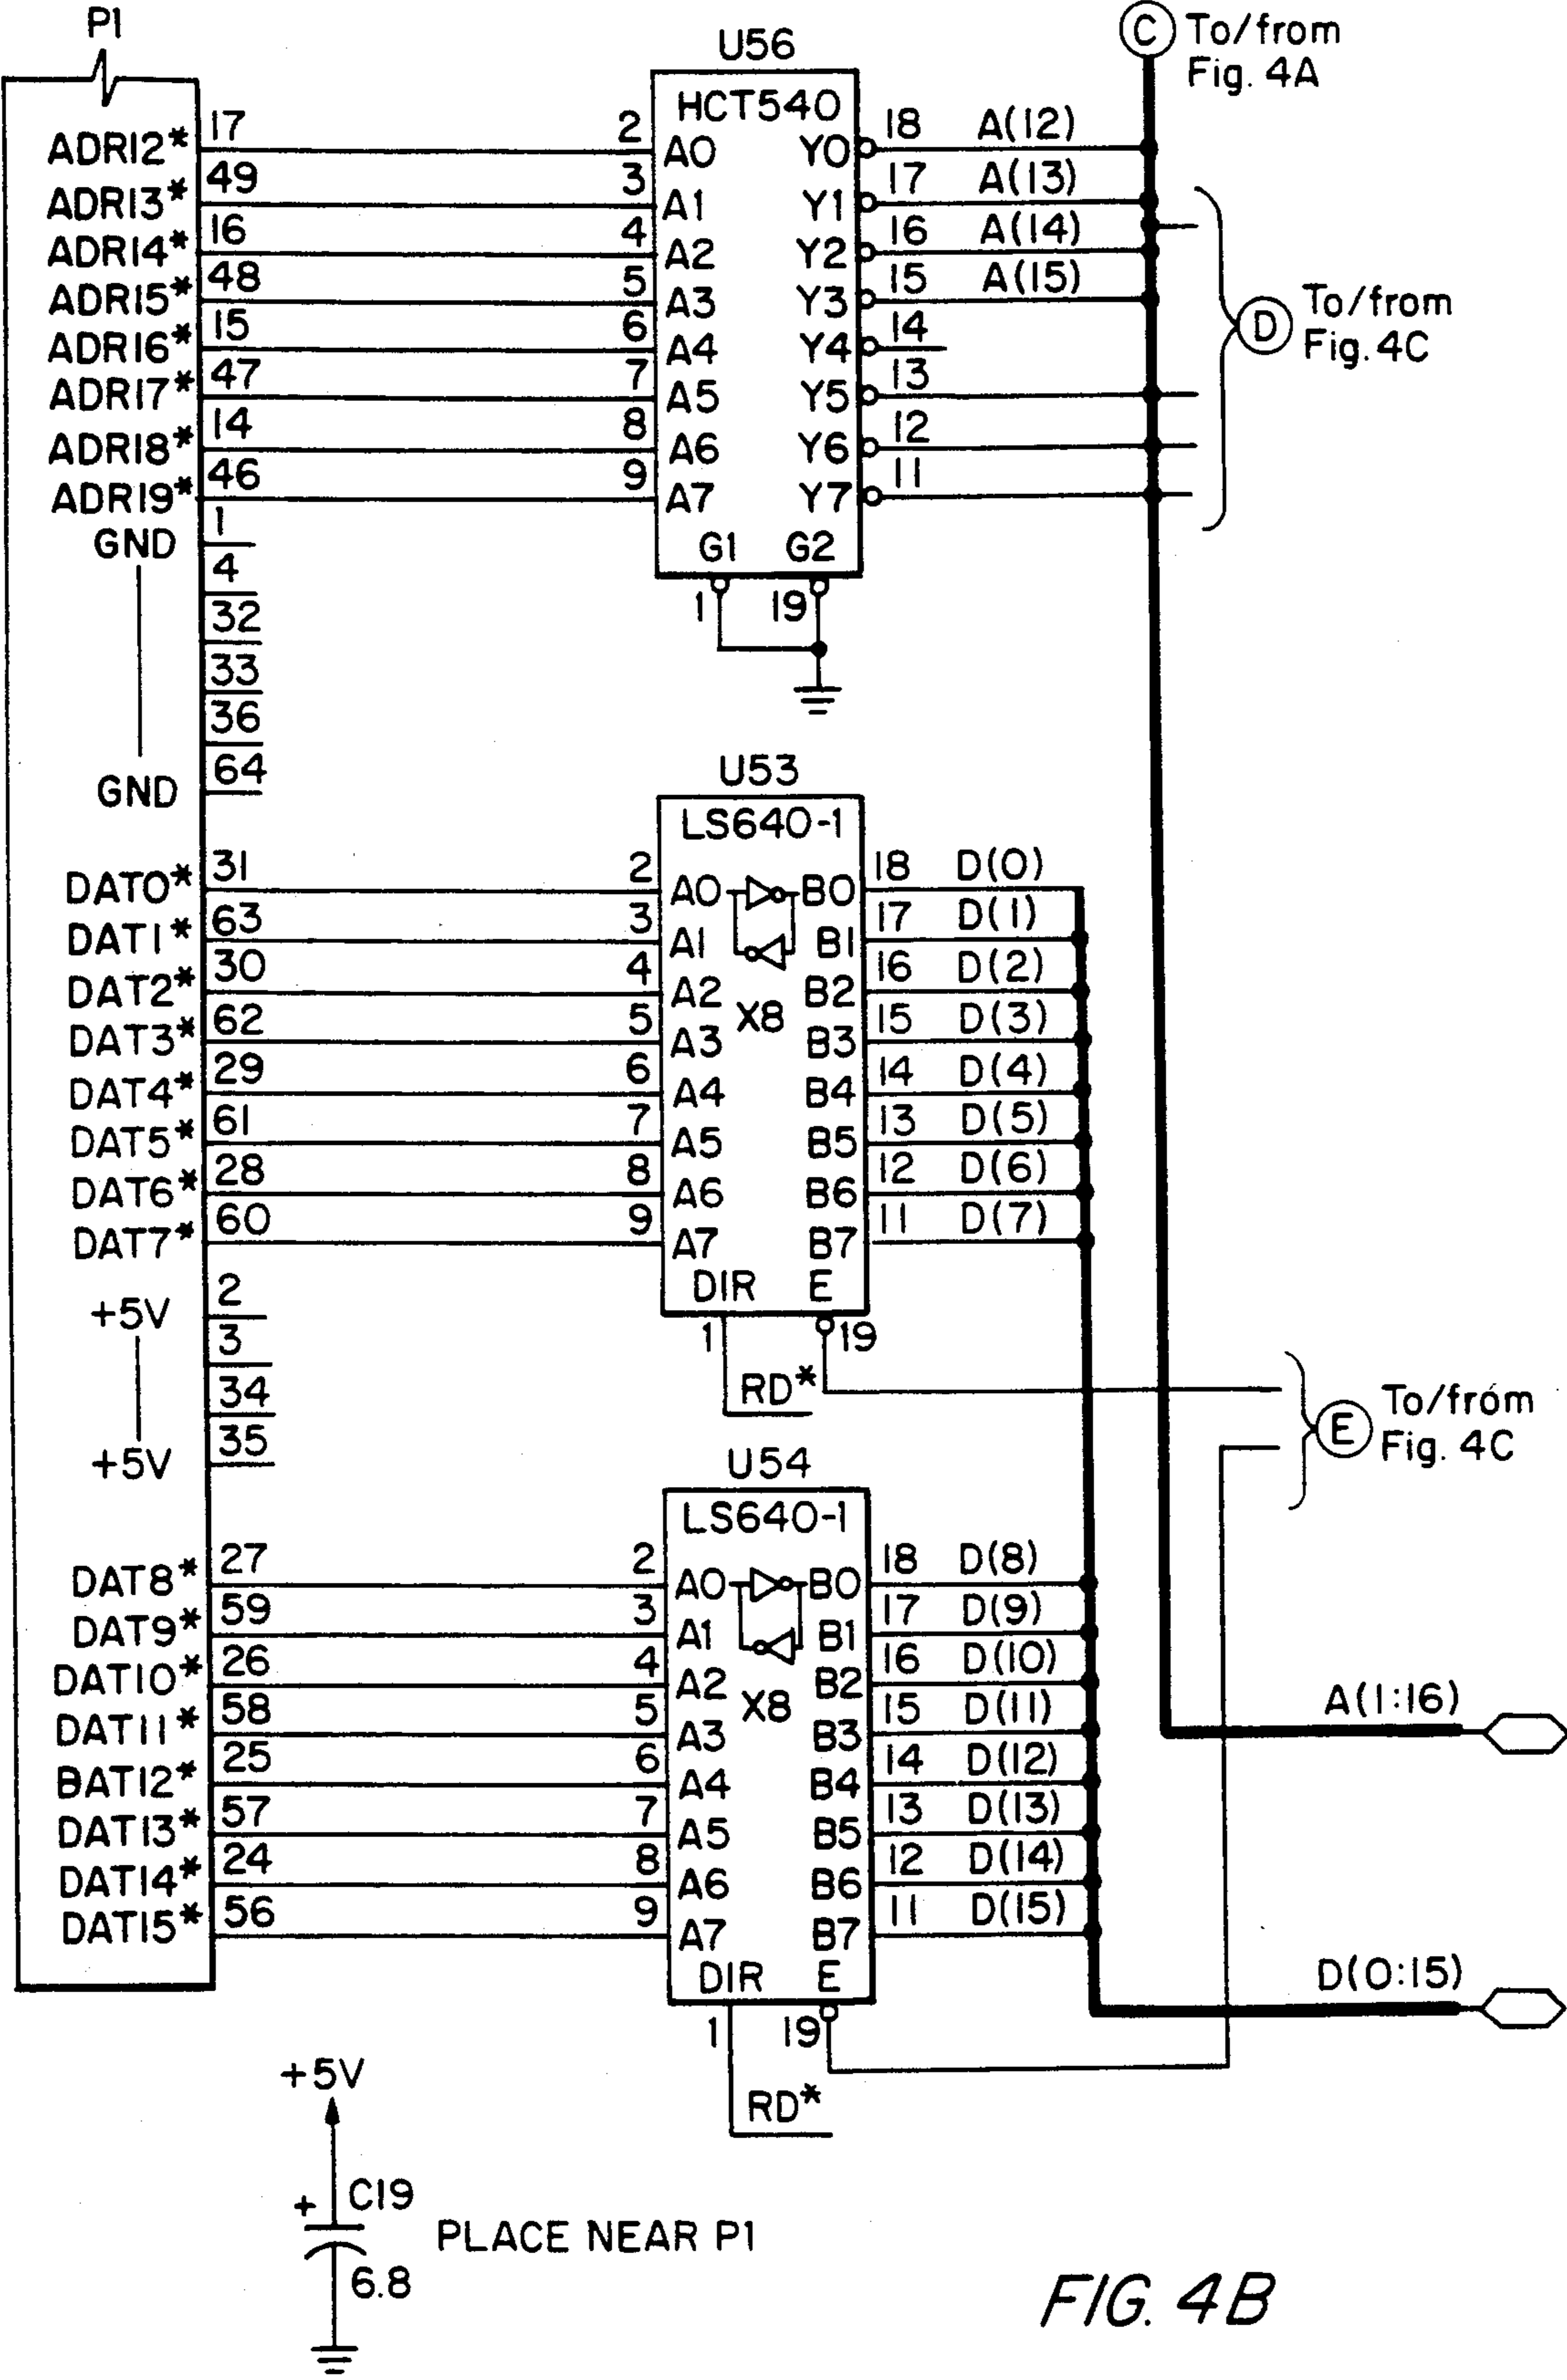 P1
U56
C To/from
Fig. 4A
HCT540
ADR12* 17 2 A0 Y0 18 A(12)
ADR13* 49 3 A1 Y1 17 A(13)
ADR14* 16 4 A2 Y2 16 A(14)
ADR15* 48 5 A3 Y3 15 A(15)
ADR16* 15 6 A4 Y4 14
ADR17* 47 7 A5 Y5 13
ADR18* 14 8 A6 Y6 12
ADR19* 46 9 A7 Y7 11
D To/from
Fig. 4C
GND 1
4
32
33
36
GND 64
G1 G2
1 19
U53
LS640-1
DAT0* 31 2 A0 B0 18 D(0)
DAT1* 63 3 A1 B1 17 D(1)
DAT2* 30 4 A2 B2 16 D(2)
X8
DAT3* 62 5 A3 B3 15 D(3)
DAT4* 29 6 A4 B4 14 D(4)
DAT5* 61 7 A5 B5 13 D(5)
DAT6* 28 8 A6 B6 12 D(6)
DAT7* 60 9 A7 B7 11 D(7)
DIR E
1 19
RD*
+5V 2
3
34
+5V 35
E To/from
Fig. 4C
U54
LS640-1
DAT8* 27 2 A0 B0 18 D(8)
DAT9* 59 3 A1 B1 17 D(9)
DAT10* 26 4 A2 B2 16 D(10)
X8
DAT11* 58 5 A3 B3 15 D(11)
BAT12* 25 6 A4 B4 14 D(12)
DAT13* 57 7 A5 B5 13 D(13)
DAT14* 24 8 A6 B6 12 D(14)
DAT15* 56 9 A7 B7 11 D(15)
DIR E
1 19
RD*
A(1:16)
D(0:15)
+5V
+ C19
6.8
PLACE NEAR P1
FIG. 4B